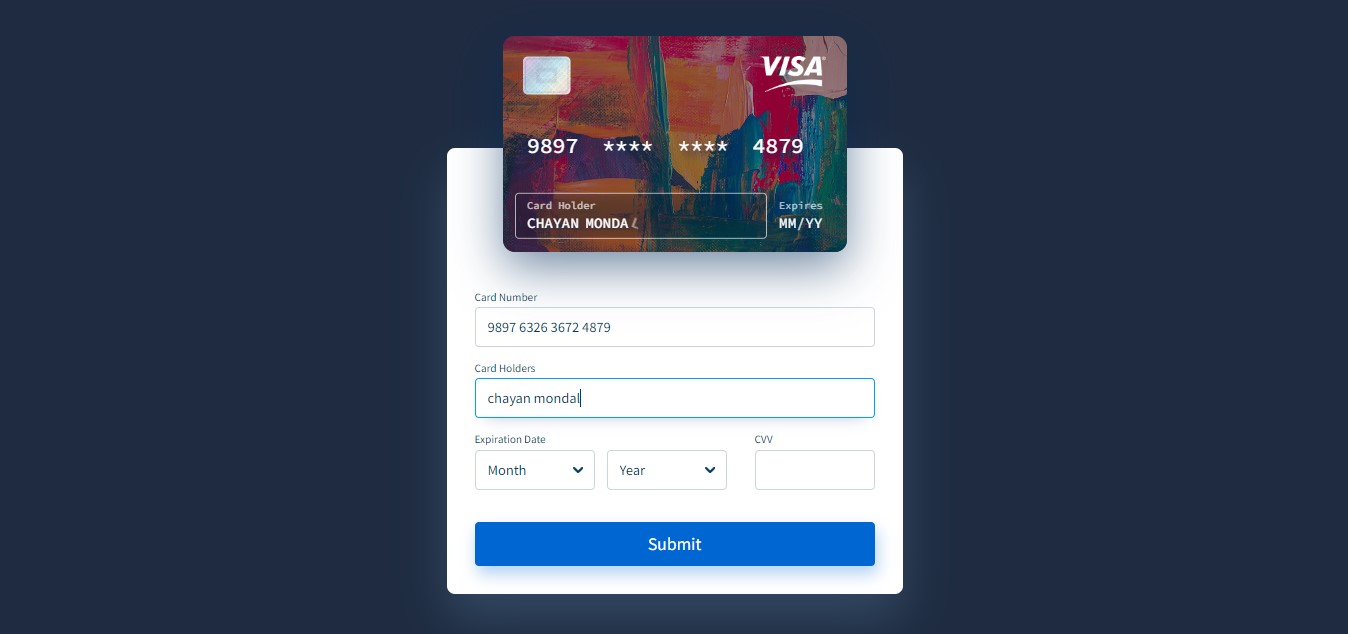 VISA
9897 **** **** 4879
Card Holder Expires
CHAYAN MONDAL MM/YY
Card Number
9897 6326 3672 4879
Card Holders
chayan mondal
Expiration Date CVV
Month Year
Submit